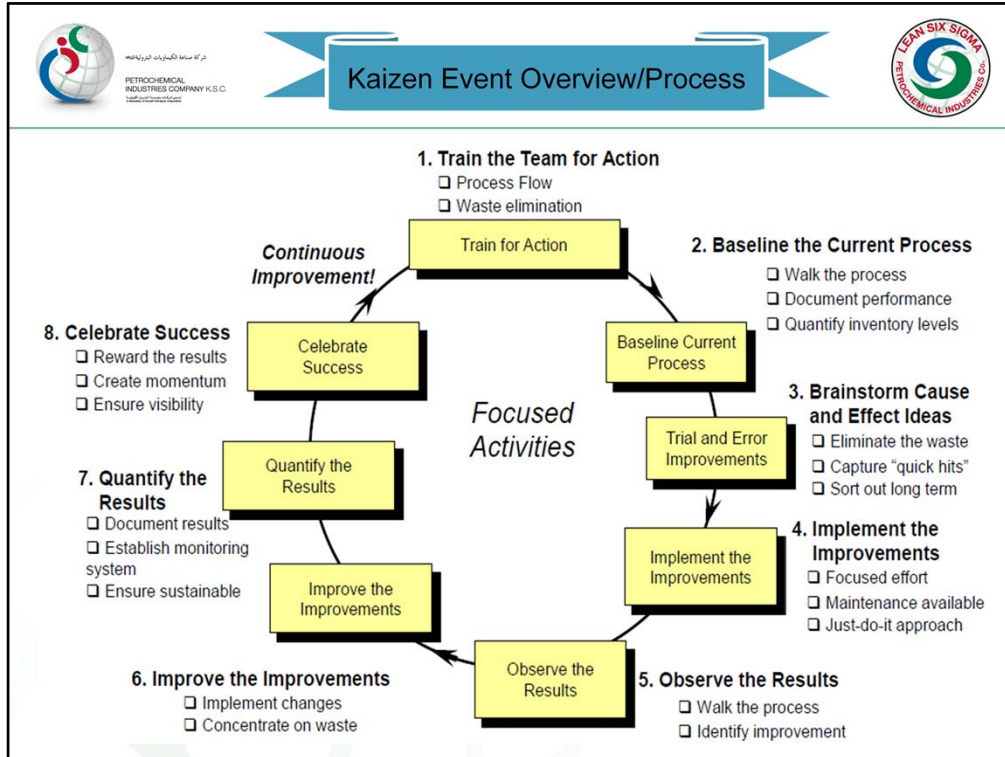 شركة صناعة الكيماويات البترولية
PETROCHEMICAL
INDUSTRIES COMPANY K.S.C.
Kaizen Event Overview/Process
LEAN SIX SIGMA
PETROCHEMICAL INDUSTRIES Co.
1. Train the Team for Action
❑ Process Flow
❑ Waste elimination
Train for Action
Continuous
Improvement!
2. Baseline the Current Process
❑ Walk the process
❑ Document performance
❑ Quantify inventory levels
Baseline Current
Process
3. Brainstorm Cause
and Effect Ideas
❑ Eliminate the waste
❑ Capture “quick hits”
❑ Sort out long term
Trial and Error
Improvements
4. Implement the
Improvements
❑ Focused effort
❑ Maintenance available
❑ Just-do-it approach
Implement the
Improvements
5. Observe the Results
❑ Walk the process
❑ Identify improvement
Observe the
Results
6. Improve the Improvements
❑ Implement changes
❑ Concentrate on waste
Improve the
Improvements
7. Quantify the
Results
❑ Document results
❑ Establish monitoring
system
❑ Ensure sustainable
Quantify the
Results
8. Celebrate Success
❑ Reward the results
❑ Create momentum
❑ Ensure visibility
Celebrate
Success
Focused
Activities